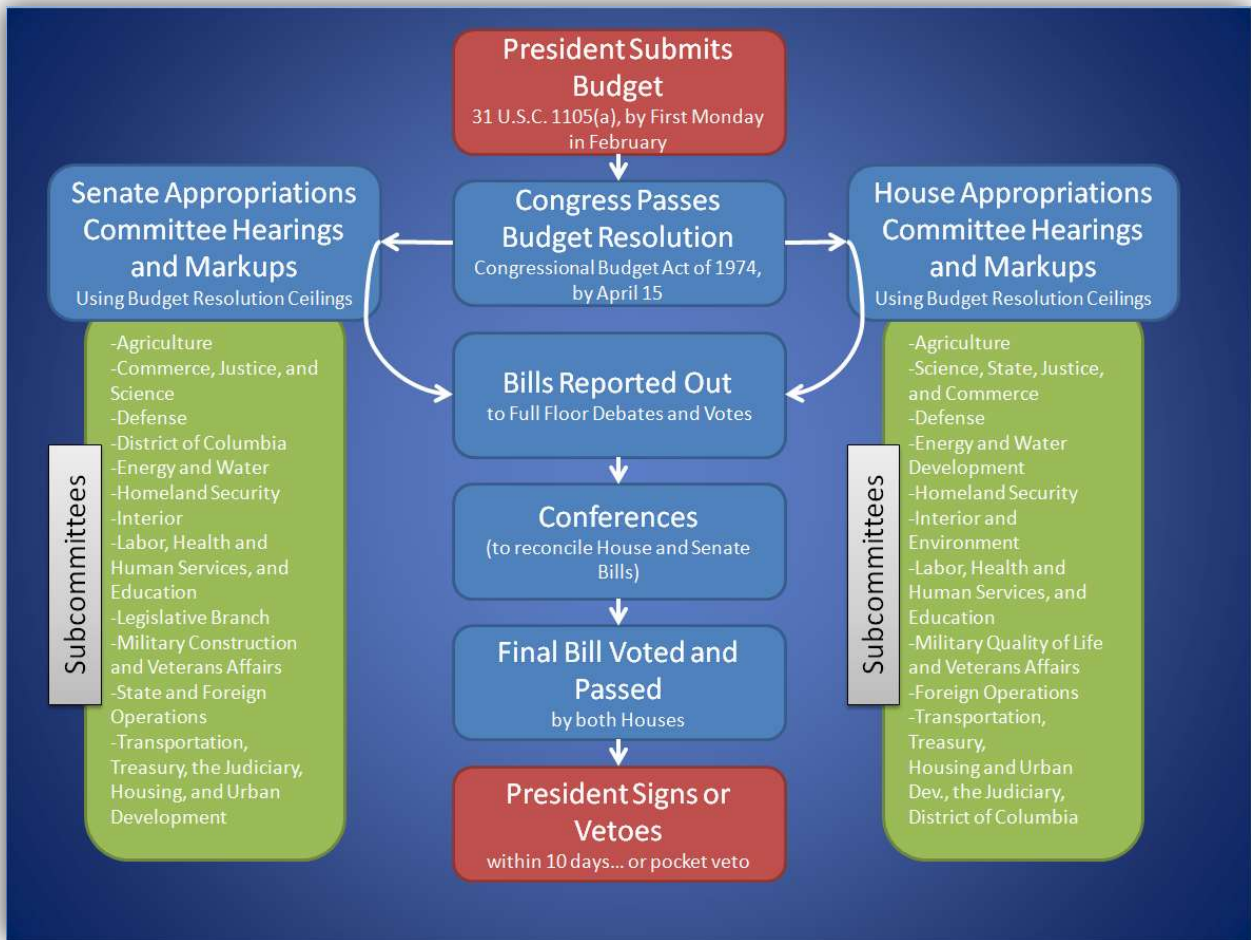 President Submits
Budget
31 U.S.C. 1105(a), by First Monday
in February
Senate Appropriations
Committee Hearings
and Markups
Using Budget Resolution Ceilings
Congress Passes
Budget Resolution
Congressional Budget Act of 1974,
by April 15
House Appropriations
Committee Hearings
and Markups
Using Budget Resolution Ceilings
Subcommittees
-Agriculture
-Commerce, Justice, and
Science
-Defense
-District of Columbia
-Energy and Water
-Homeland Security
-Interior
-Labor, Health and
Human Services, and
Education
-Legislative Branch
-Military Construction
and Veterans Affairs
-State and Foreign
Operations
-Transportation,
Treasury, the Judiciary,
Housing, and Urban
Development
Bills Reported Out
to Full Floor Debates and Votes
Conferences
(to reconcile House and Senate
Bills)
Final Bill Voted and
Passed
by both Houses
President Signs or
Vetoes
within 10 days... or pocket veto
Subcommittees
-Agriculture
-Science, State, Justice,
and Commerce
-Defense
-Energy and Water
Development
-Homeland Security
-Interior and
Environment
-Labor, Health and
Human Services, and
Education
-Military Quality of Life
and Veterans Affairs
-Foreign Operations
-Transportation,
Treasury,
Housing and Urban
Dev., the Judiciary,
District of Columbia